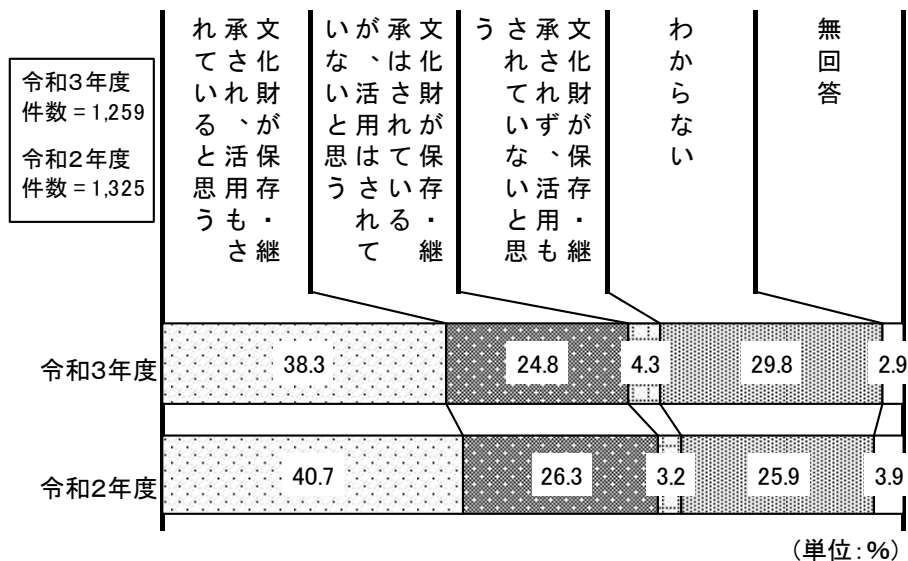 令和3年度
件数＝1,259
令和2年度
件数＝1,325
文化財が保存・継
承され、活用もさ
れていると思う
文化財が保存・継
承はされている
が、活用はされて
いないと思う
文化財が保存・継
承されず、活用も
されていないと思
う
わからない
無回答
令和3年度
38.3
24.8
4.3
29.8
2.9
令和2年度
40.7
26.3
3.2
25.9
3.9
（単位：％）